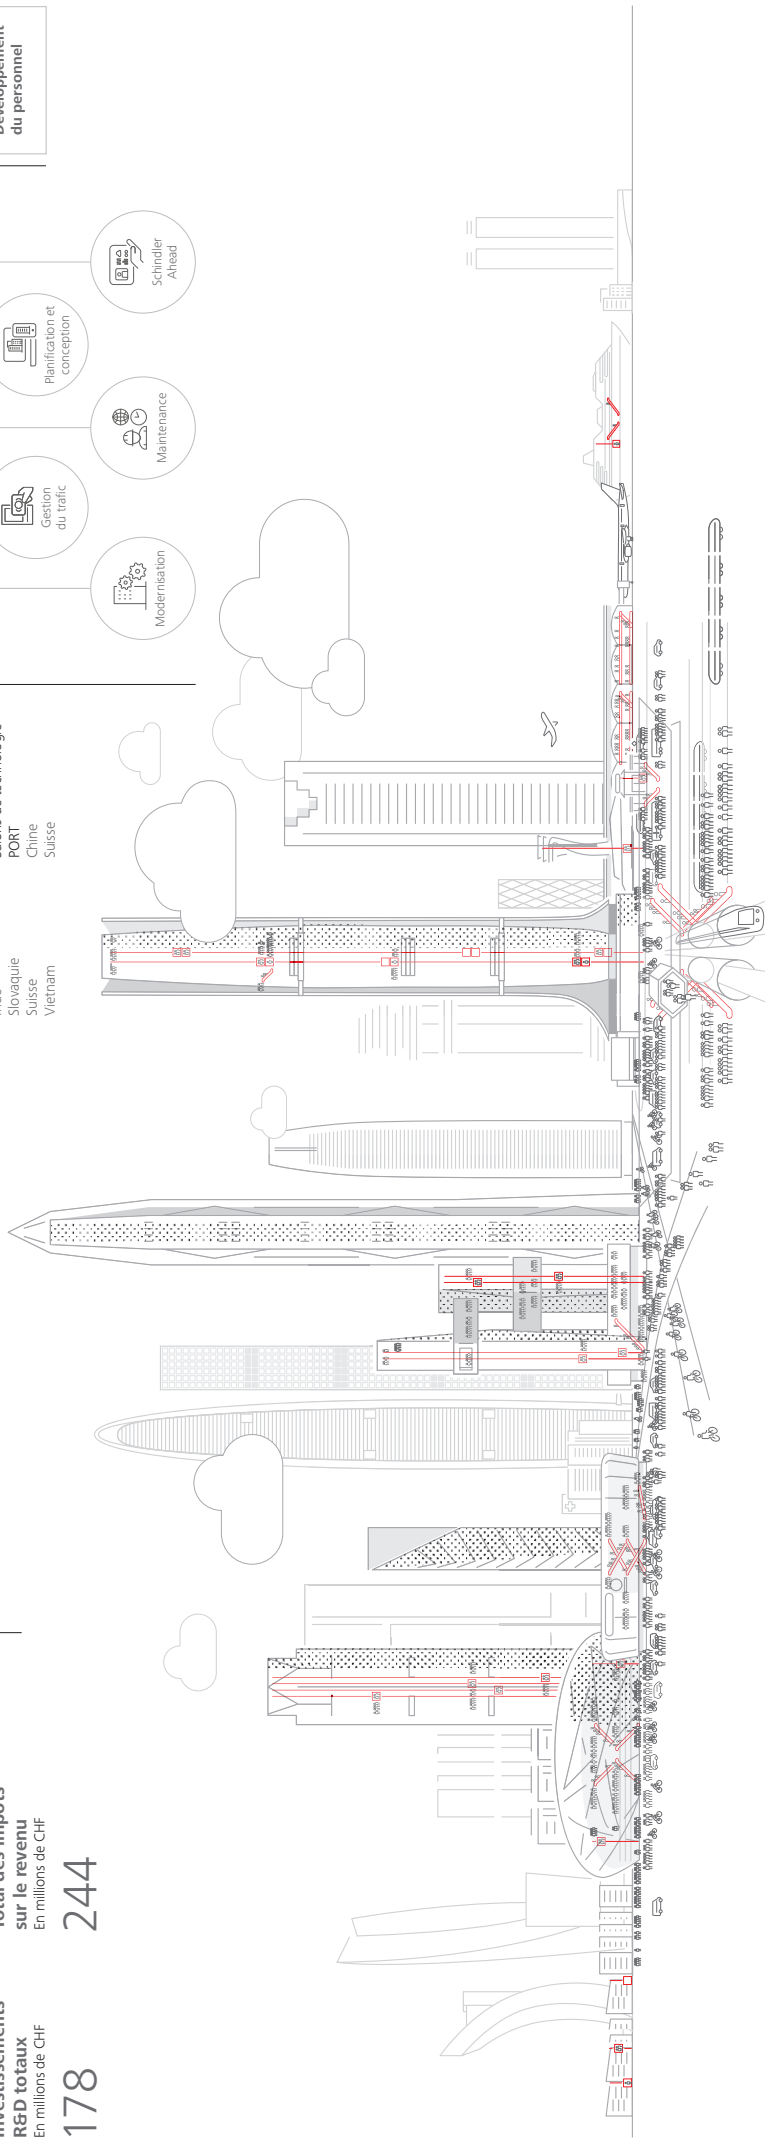 Investissements
R&D totaux
En millions de CHF
178
Total des impôts
sur le revenu
En millions de CHF
244
Slovaquie
Suisse
Vietnam
PORT
Chine
Suisse
Modernisation
Gestion
du trafic
Maintenance
Planification et
conception
Schindler
Ahead
Développement
du personnel